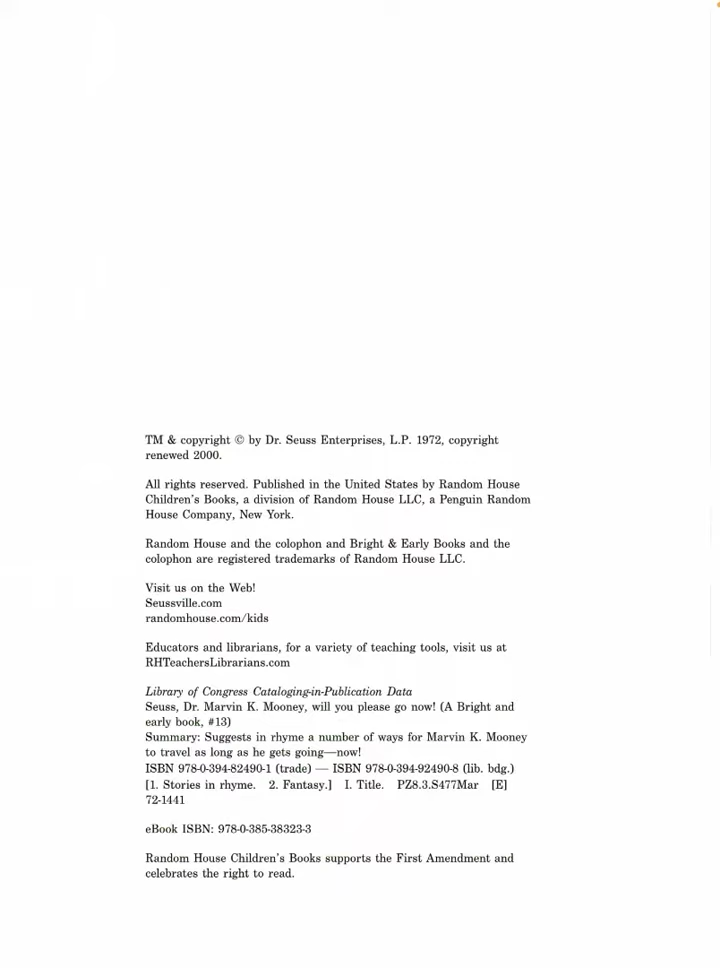 TM & copyright © by Dr. Seuss Enterprises, L.P. 1972, copyright
renewed 2000.
All rights reserved. Published in the United States by Random House
Children's Books, a division of Random House LLC, a Penguin Random
House Company, New York.
Random House and the colophon and Bright & Early Books and the
colophon are registered trademarks of Random House LLC.
Visit us on the Web!
Seussville.com
randomhouse.com/kids
Educators and librarians, for a variety of teaching tools, visit us at
RHTeachersLibrarians.com
Library of Congress Cataloging-in-Publication Data
Seuss, Dr. Marvin K. Mooney, will you please go now! (A Bright and
early book, #13)
Summary: Suggests in rhyme a number of ways for Marvin K. Mooney
to travel as long as he gets going—now!
ISBN 978-0-394-82490-1 (trade) — ISBN 978-0-394-92490-8 (lib. bdg.)
[1. Stories in rhyme. 2. Fantasy.] I. Title. PZ8.3.S477Mar [E]
72-1441
eBook ISBN: 978-0-385-38323-3
Random House Children's Books supports the First Amendment and
celebrates the right to read.